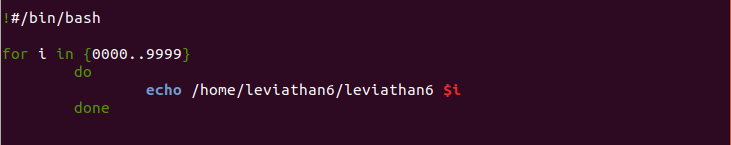 !#/bin/bash
for i in {0000..9999}
do
echo /home/leviathan6/leviathan6 $i
done